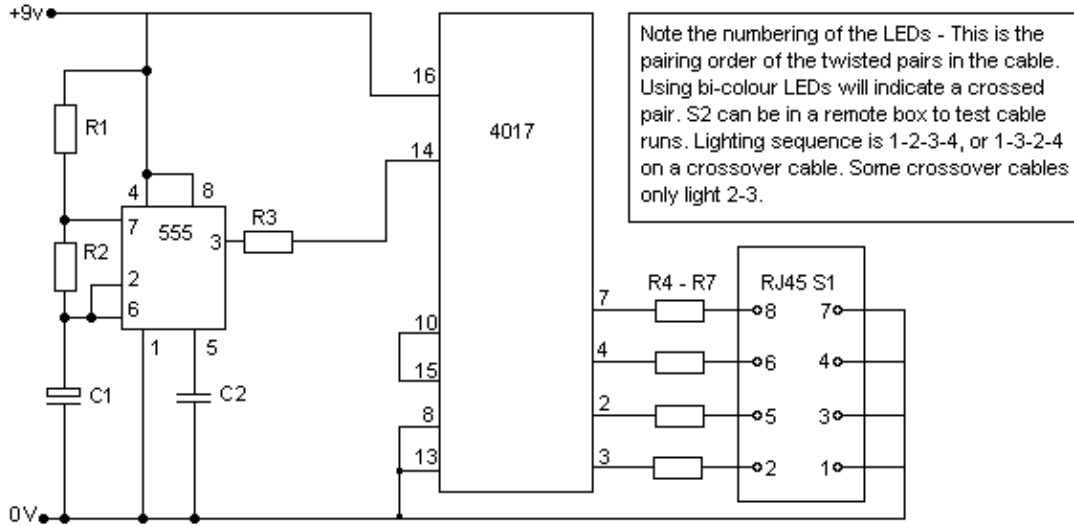 +9v
Note the numbering of the LEDs - This is the
pairing order of the twisted pairs in the cable.
Using bi-colour LEDs will indicate a crossed
pair. S2 can be in a remote box to test cable
runs. Lighting sequence is 1-2-3-4, or 1-3-2-4
on a crossover cable. Some crossover cables
only light 2-3.
16
R1
4017
14
4 8
7 555 3 R3
R2
2
6
R4 - R7 RJ45 S1
7 8 7
10
1 5
4 6 4
15
C1 C2
2 5 3
8
13
3 2 1
0V